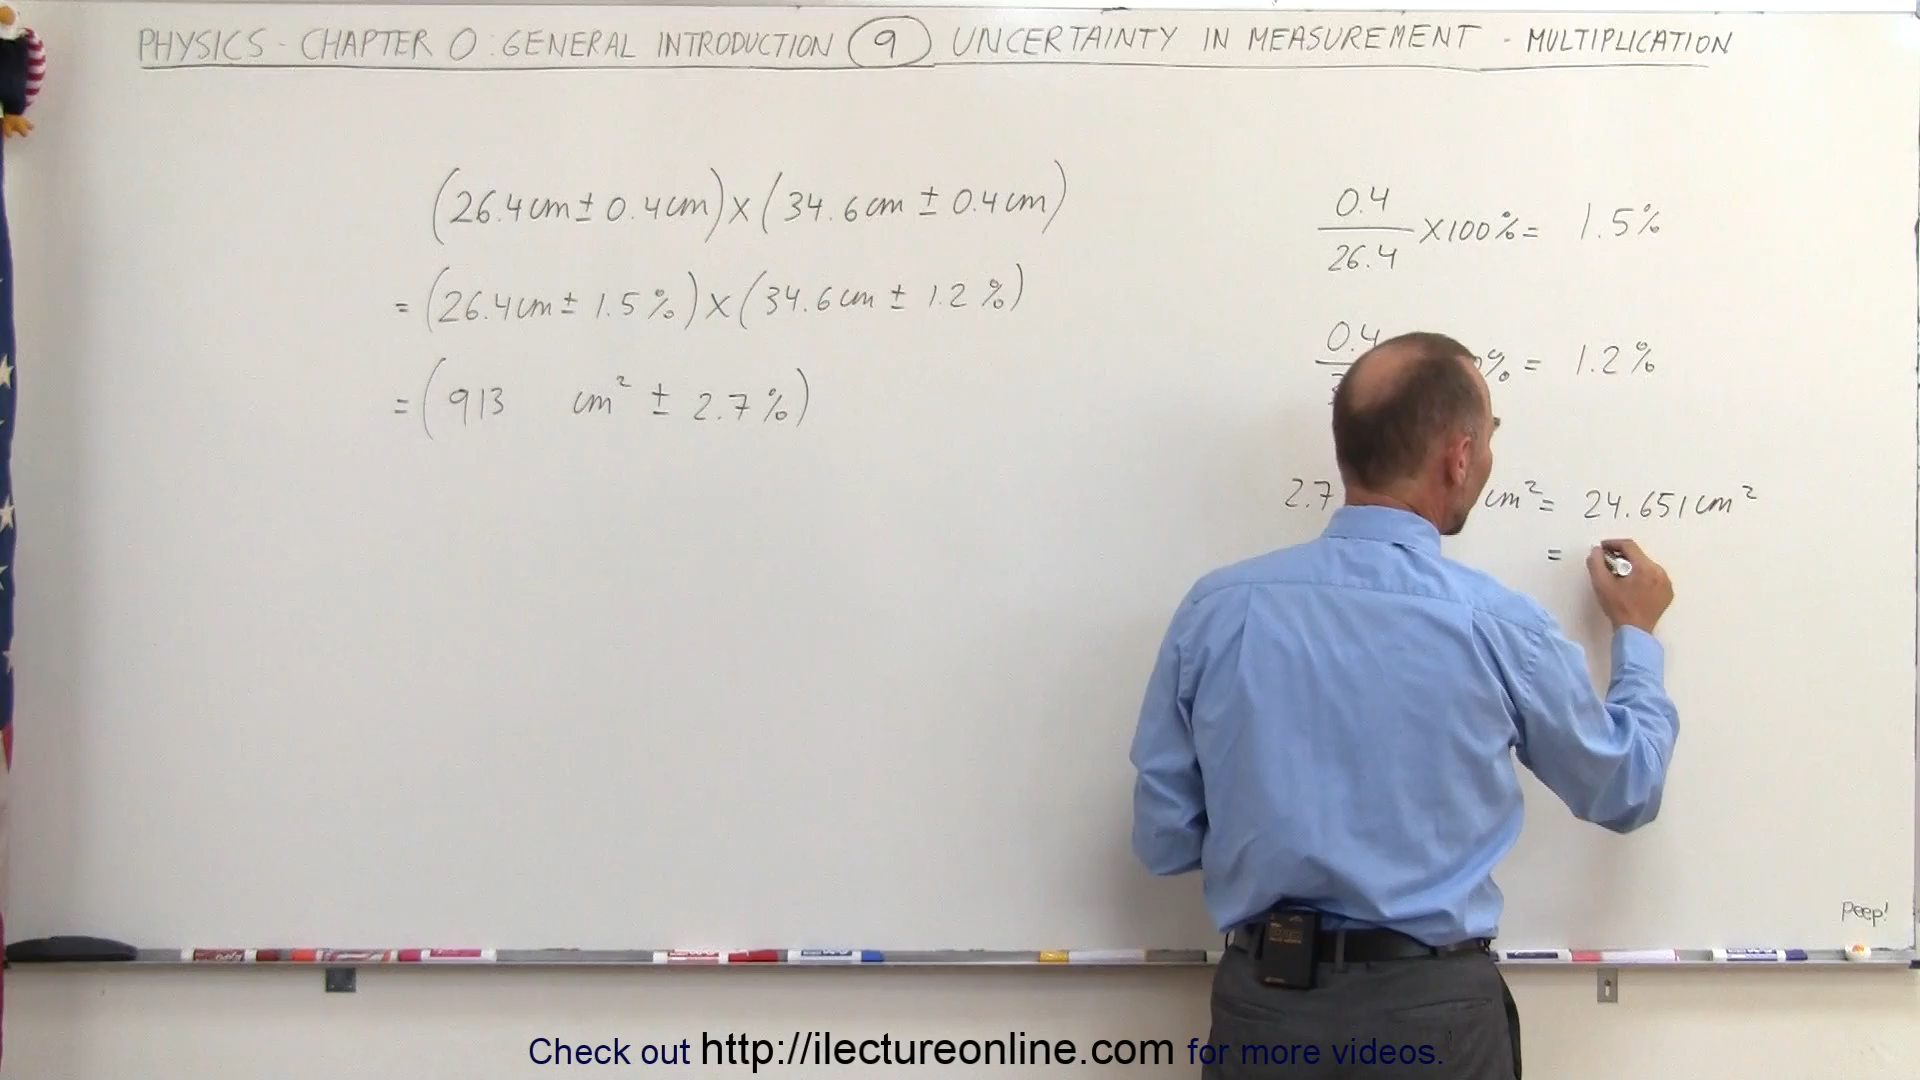 PHYSICS - CHAPTER 0: GENERAL INTRODUCTION 9 UNCERTAINTY IN MEASUREMENT - MULTIPLICATION
(26.4cm ± 0.4cm) X (34.6cm ± 0.4cm)
= (26.4cm ± 1.5%) X (34.6cm ± 1.2%)
= (913 cm² ± 2.7%)
0.4
26.4
X100% = 1.5%
0.4
% = 1.2%
2.7 cm² = 24.651cm²
=
Peep!
Check out http://ilectureonline.com for more videos.